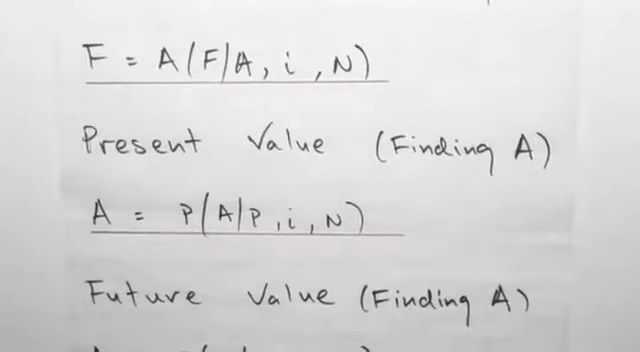 F = A(F/A, i, N)
Present Value (Finding A)
A = P(A/P, i, N)
Future Value (Finding A)